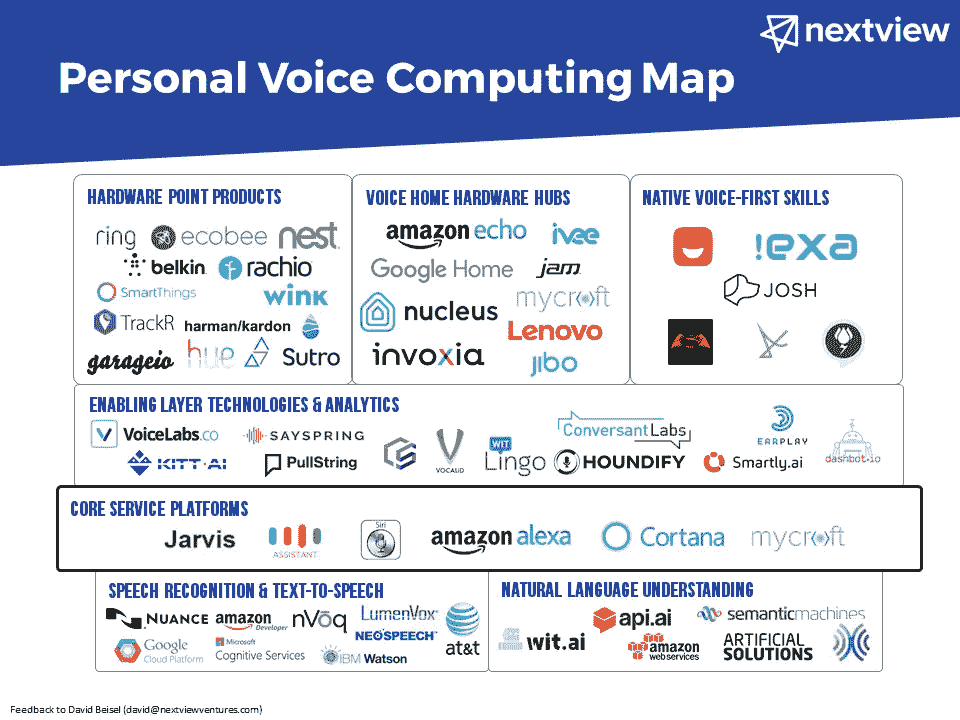 nextview
Personal Voice Computing Map
HARDWARE POINT PRODUCTS
ring ecobee nest
belkin rachio
SmartThings wink
TrackR harman/kardon
garageio hue Sutro
VOICE HOME HARDWARE HUBS
amazon echo ivee
Google Home jam
nucleus mycroft
Lenovo
invoxia jibo
NATIVE VOICE-FIRST SKILLS
!exa
JOSH
ENABLING LAYER TECHNOLOGIES & ANALYTICS
VoiceLabs.co SAYSPRING VOCALiD WIT Lingo ConversantLabs EARPLAY
KITT.AI PullString HOUNDIFY Smartly.ai dashbot.io
CORE SERVICE PLATFORMS
Jarvis ASSISTANT Siri amazon alexa Cortana mycroft
SPEECH RECOGNITION & TEXT-TO-SPEECH
NUANCE amazon Developer nVoq LumenVox
NEOSPEECH at&t
Google Cloud Platform Microsoft Cognitive Services IBM Watson
NATURAL LANGUAGE UNDERSTANDING
api.ai semanticmachines
wit.ai amazon webservices ARTIFICIAL SOLUTIONS
Feedback to David Beisel (david@nextviewventures.com)